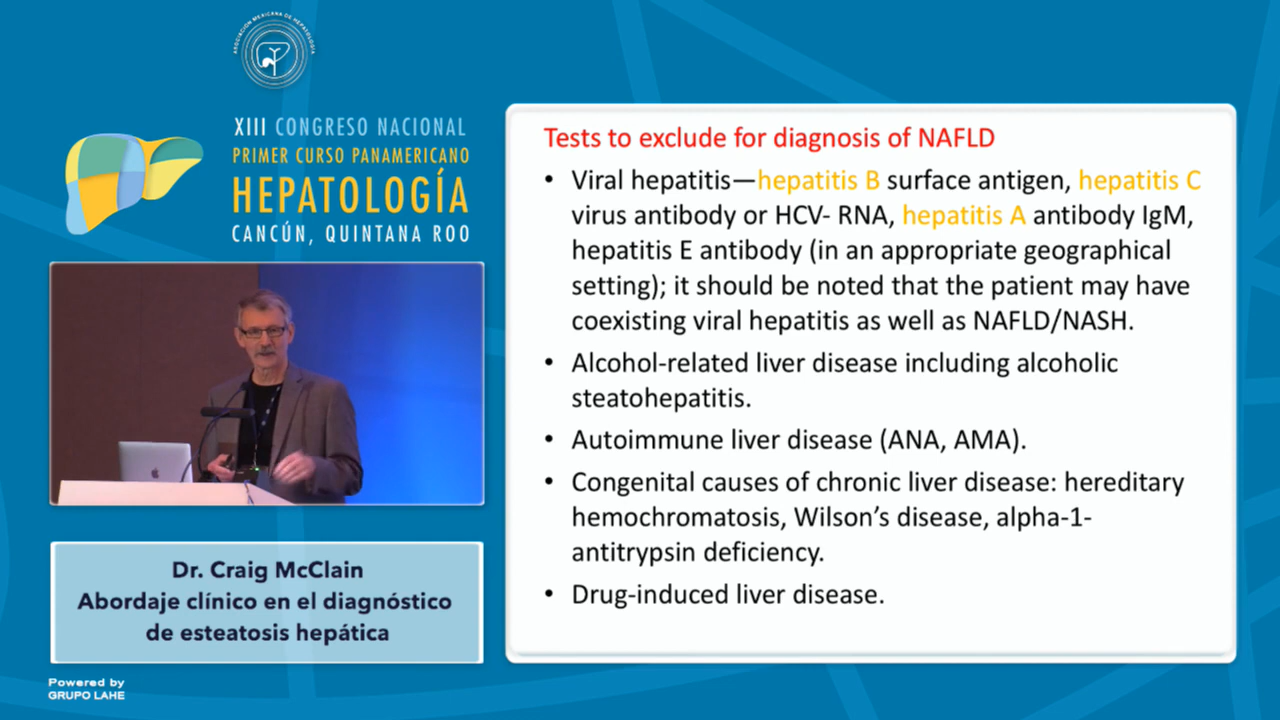 ASOCIACIÓN MEXICANA DE HEPATOLOGÍA
XIII CONGRESO NACIONAL
PRIMER CURSO PANAMERICANO
HEPATOLOGÍA
CANCÚN, QUINTANA ROO
Dr. Craig McClain
Abordaje clínico en el diagnóstico
de esteatosis hepática
Powered by
GRUPO LAHE
Tests to exclude for diagnosis of NAFLD
• Viral hepatitis—hepatitis B surface antigen, hepatitis C
virus antibody or HCV- RNA, hepatitis A antibody IgM,
hepatitis E antibody (in an appropriate geographical
setting); it should be noted that the patient may have
coexisting viral hepatitis as well as NAFLD/NASH.
• Alcohol-related liver disease including alcoholic
steatohepatitis.
• Autoimmune liver disease (ANA, AMA).
• Congenital causes of chronic liver disease: hereditary
hemochromatosis, Wilson’s disease, alpha-1-
antitrypsin deficiency.
• Drug-induced liver disease.